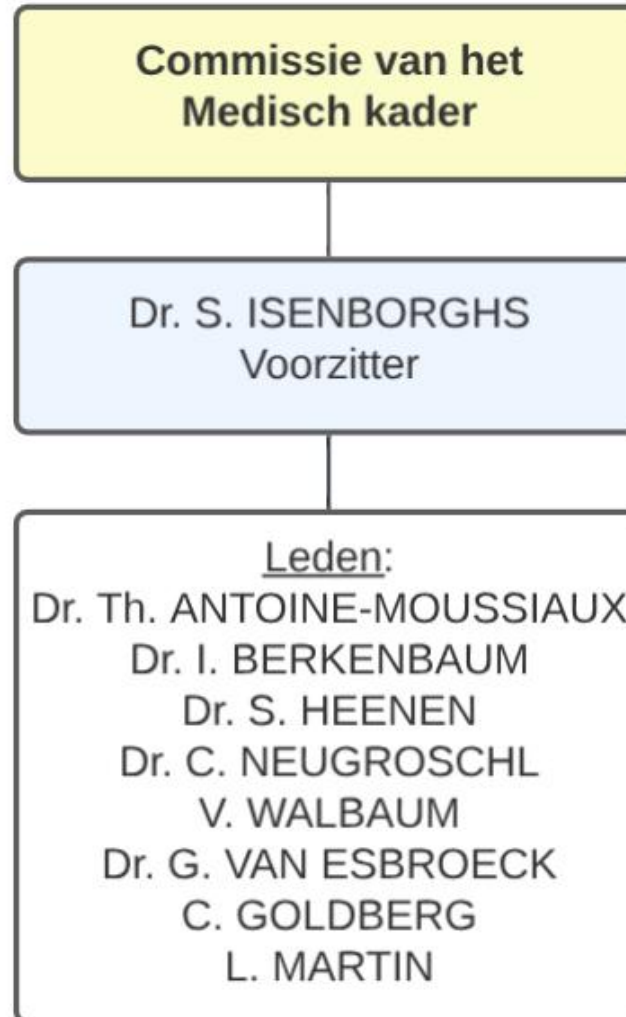 Commissie van het
Medisch kader
Dr. S. ISENBORGHS
Voorzitter
Leden:
Dr. Th. ANTOINE-MOUSSIAUX
Dr. I. BERKENBAUM
Dr. S. HEENEN
Dr. C. NEUGROSCHL
V. WALBAUM
Dr. G. VAN ESBROECK
C. GOLDBERG
L. MARTIN